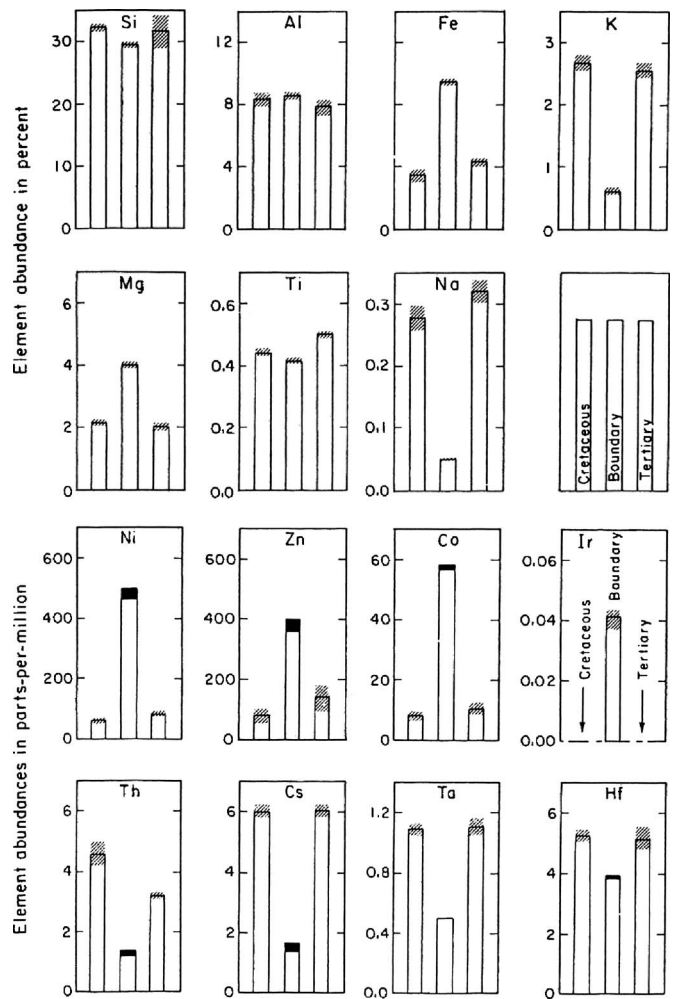 Element abundance in percent
Si
30
20
10
0
Al
12
8
4
0
Fe
0
K
3
2
1
0
Mg
6
4
2
0
Ti
0.6
0.4
0.2
0.0
Na
0.3
0.2
0.1
0.0
Cretaceous
Boundary
Tertiary
Element abundances in parts-per-million
Ni
600
400
200
0
Zn
600
400
200
0
Co
60
40
20
0
Ir
0.06
0.04
0.02
0.00
Cretaceous
Boundary
Tertiary
Th
6
4
2
0
Cs
6
4
2
0
Ta
1.2
0.8
0.4
0.0
Hf
6
4
2
0